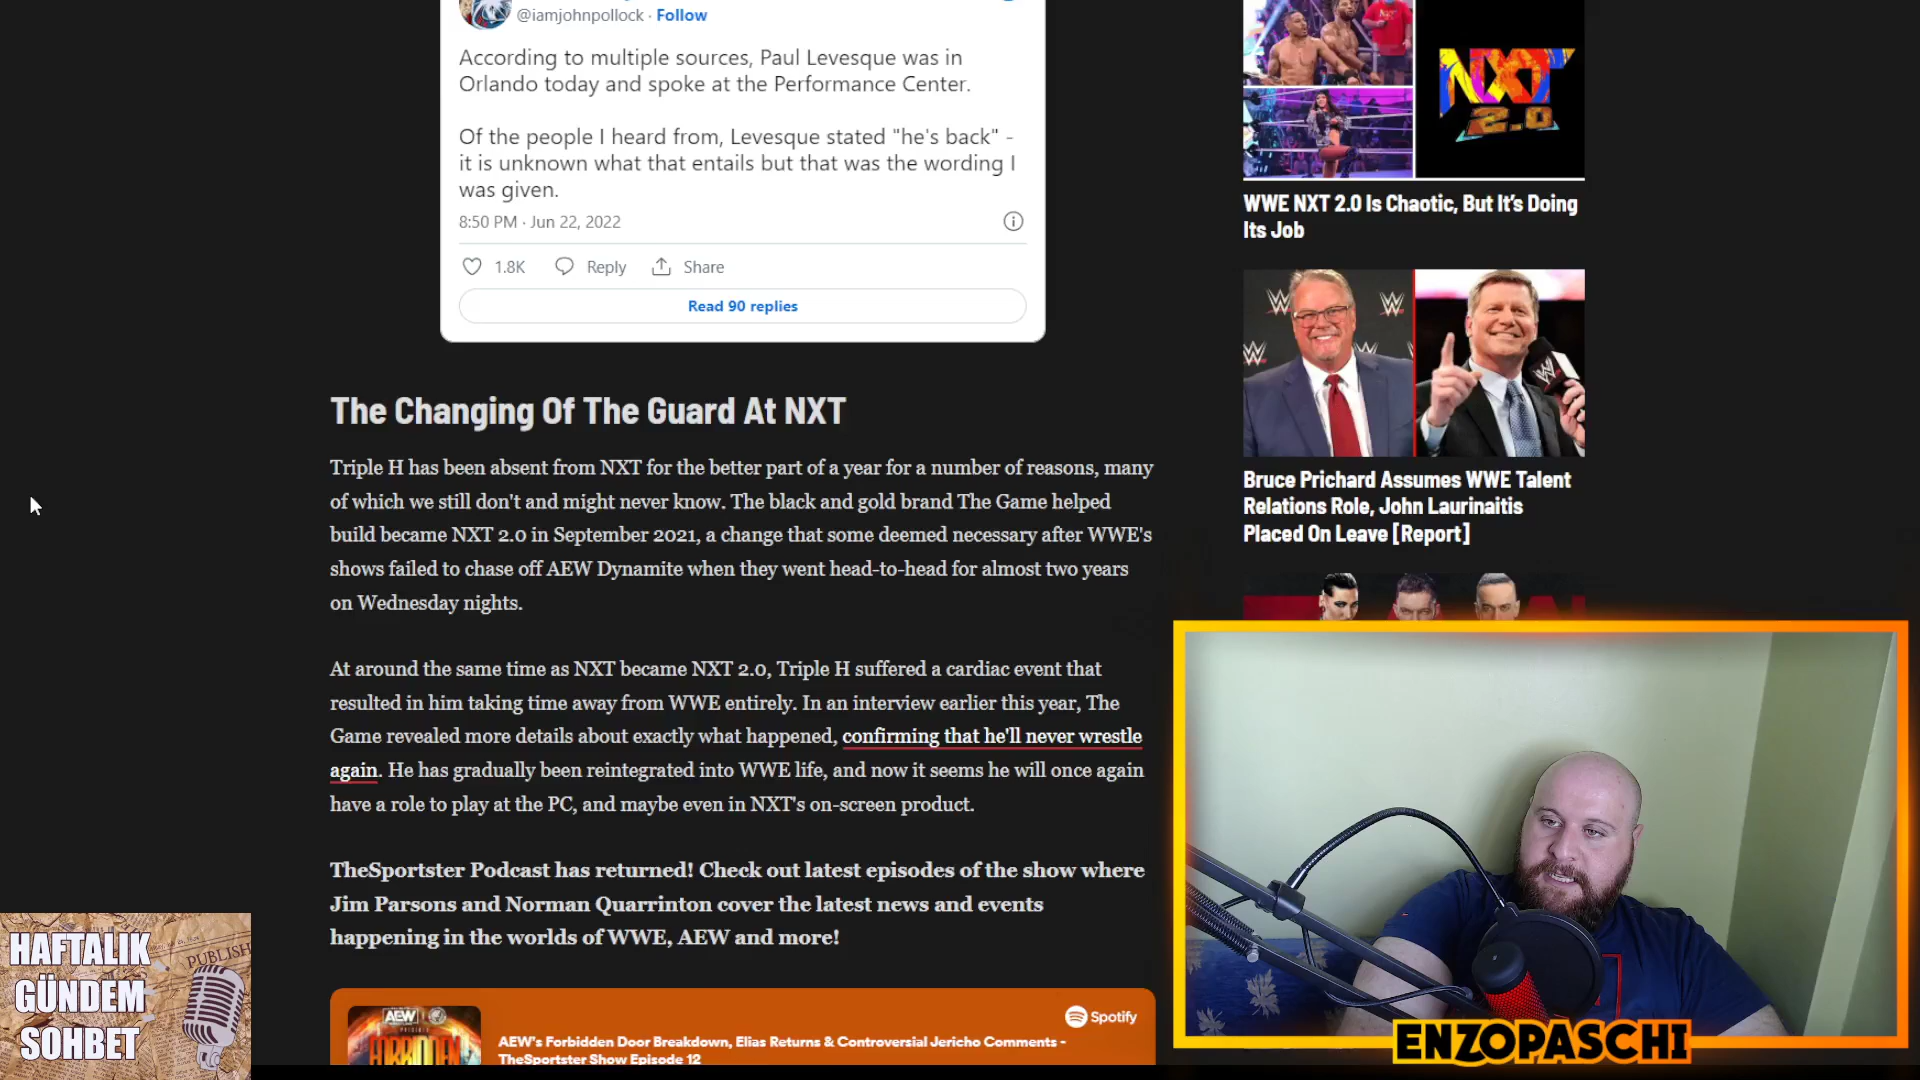 @iamjohnpollock · Follow
According to multiple sources, Paul Levesque was in
Orlando today and spoke at the Performance Center.
Of the people I heard from, Levesque stated "he's back" -
it is unknown what that entails but that was the wording I
was given.
8:50 PM · Jun 22, 2022
1.8K Reply Share
Read 90 replies
The Changing Of The Guard At NXT
Triple H has been absent from NXT for the better part of a year for a number of reasons, many
of which we still don't and might never know. The black and gold brand The Game helped
build became NXT 2.0 in September 2021, a change that some deemed necessary after WWE's
shows failed to chase off AEW Dynamite when they went head-to-head for almost two years
on Wednesday nights.
At around the same time as NXT became NXT 2.0, Triple H suffered a cardiac event that
resulted in him taking time away from WWE entirely. In an interview earlier this year, The
Game revealed more details about exactly what happened, confirming that he'll never wrestle
again. He has gradually been reintegrated into WWE life, and now it seems he will once again
have a role to play at the PC, and maybe even in NXT's on-screen product.
TheSportster Podcast has returned! Check out latest episodes of the show where
Jim Parsons and Norman Quarrinton cover the latest news and events
happening in the worlds of WWE, AEW and more!
Spotify
AEW
FORBIDDEN
AEW's Forbidden Door Breakdown, Elias Returns & Controversial Jericho Comments -
TheSportster Show Episode 12
NXT
2.0
WWE NXT 2.0 Is Chaotic, But It's Doing
Its Job
Bruce Prichard Assumes WWE Talent
Relations Role, John Laurinaitis
Placed On Leave [Report]
HAFTALIK
GÜNDEM
SOHBET
PUBLISH
ENZOPASCHI